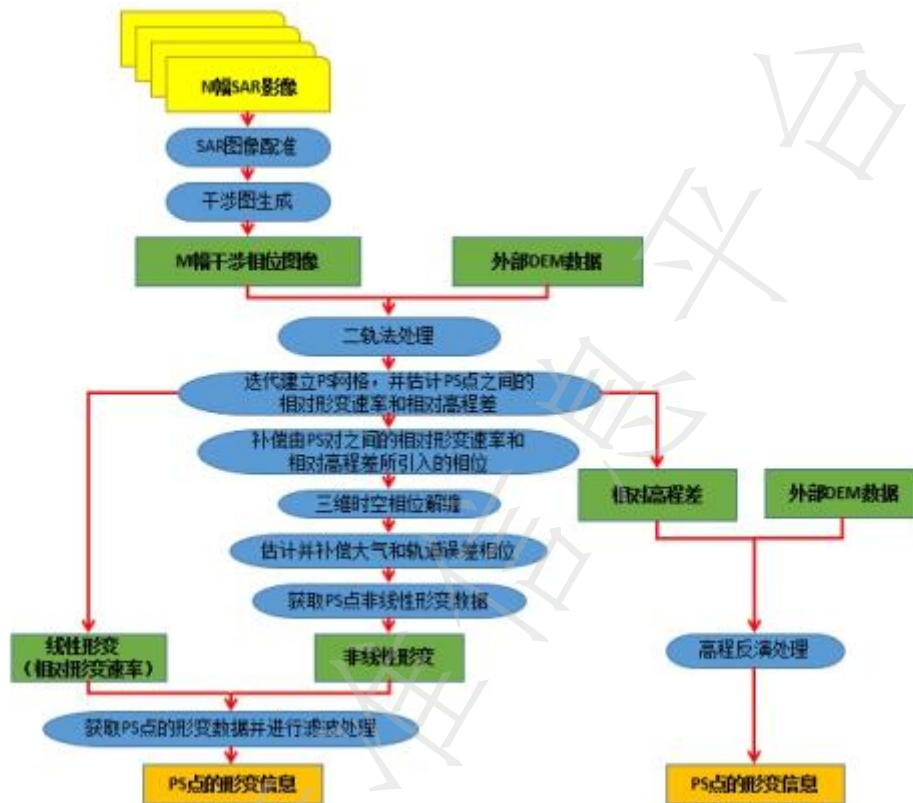 N幅SAR影像
SAR图像配准
干涉图生成
M幅干涉相位图像
外部DEM数据
二轨法处理
迭代建立PS网格，并估计PS点之间的
相对形变速率和相对高程差
补偿由PS对之间的相对形变速率和
相对高程差所引入的相位
三维时空相位解缠
相对高程差
外部DEM数据
估计并补偿大气和轨道误差相位
获取PS点非线性形变数据
线性形变
（相对形变速率）
非线性形变
高程反演处理
获取PS点的形变数据并进行滤波处理
PS点的形变信息
PS点的形变信息